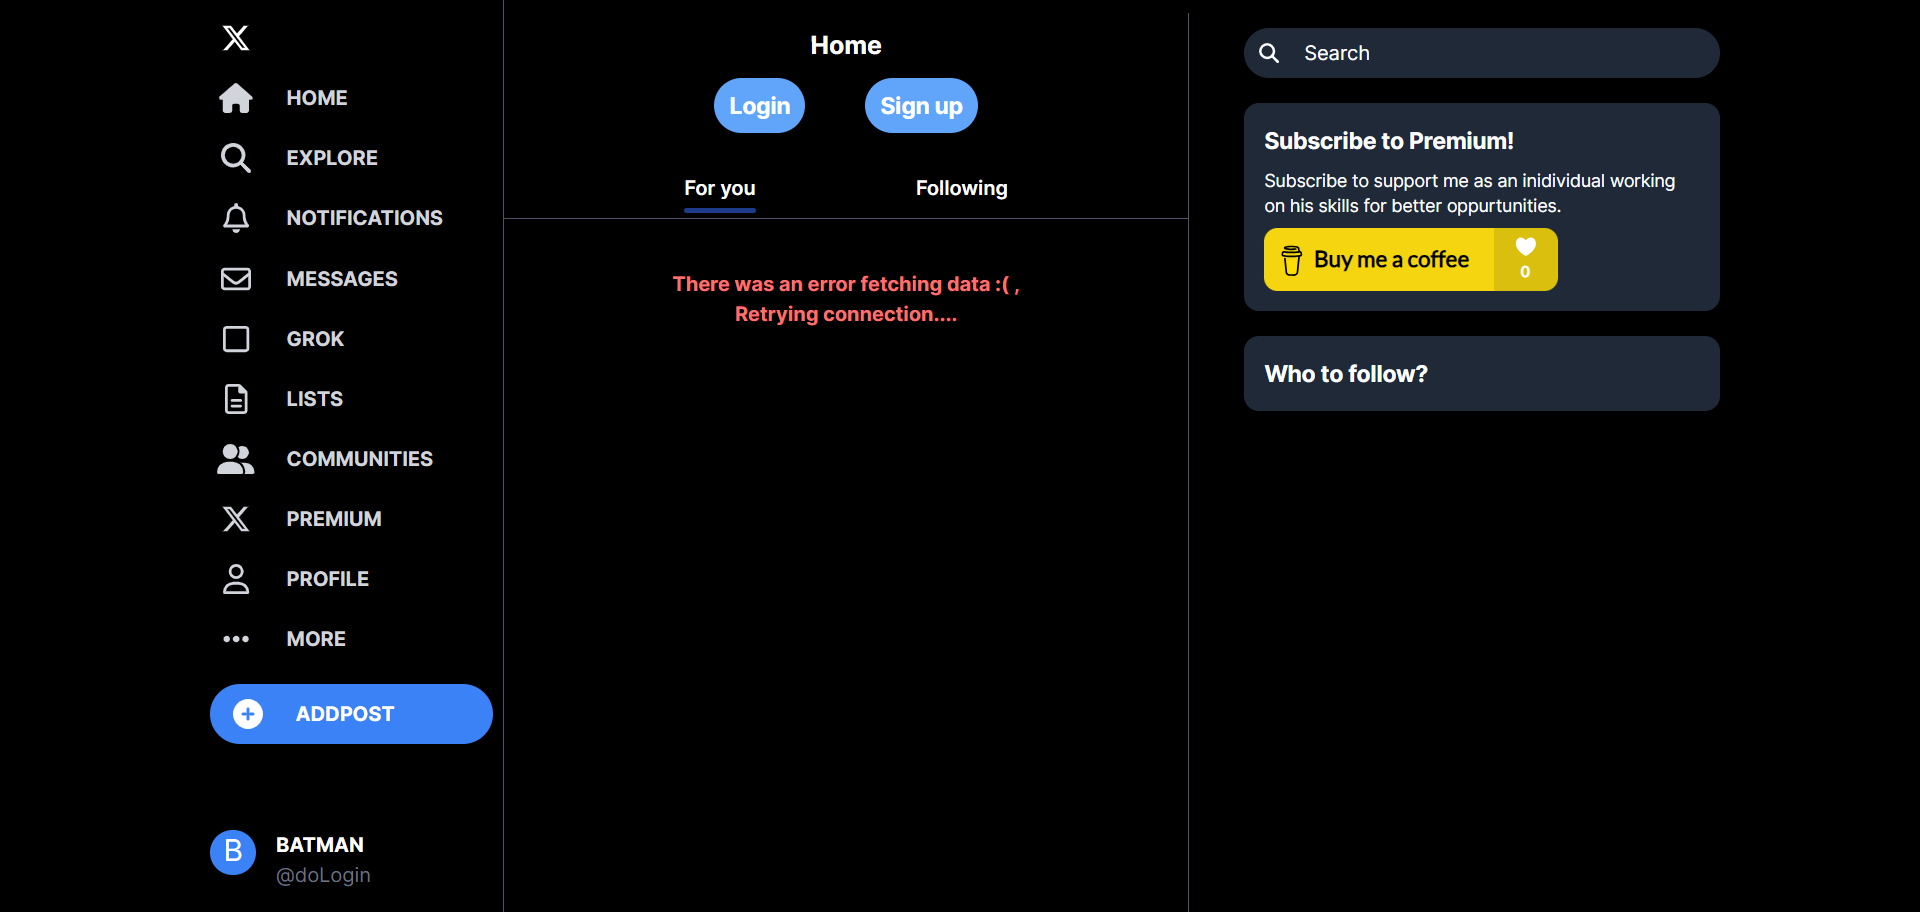 HOME
EXPLORE
NOTIFICATIONS
MESSAGES
GROK
LISTS
COMMUNITIES
PREMIUM
PROFILE
MORE
ADDPOST
B
BATMAN
@doLogin
Home
Login
Sign up
For you
Following
There was an error fetching data :( ,
Retrying connection....
Search
Subscribe to Premium!
Subscribe to support me as an inidividual working
on his skills for better oppurtunities.
Buy me a coffee
0
Who to follow?